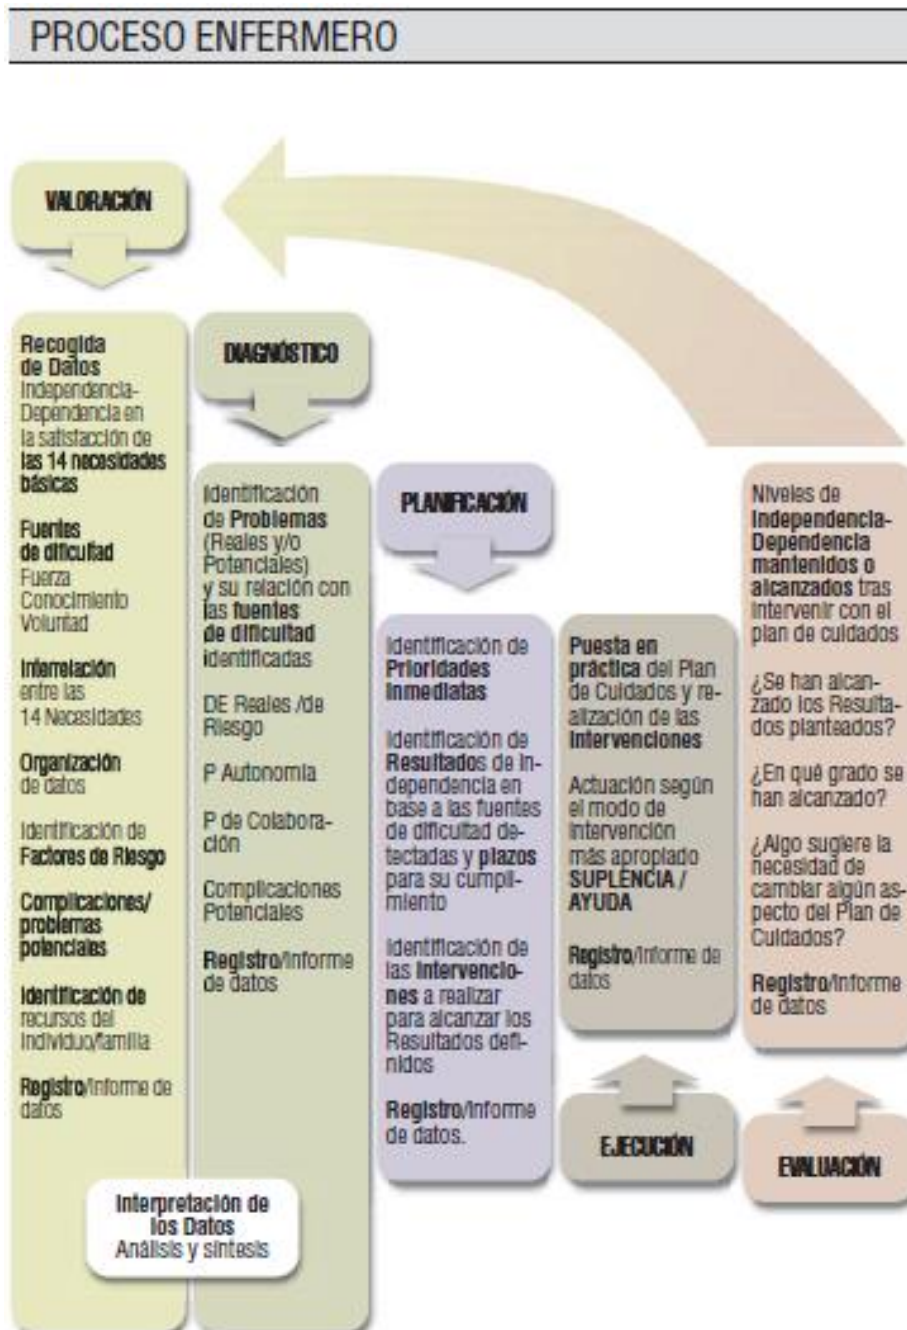 PROCESO ENFERMERO
VALORACIÓN
Recogida
de Datos
Independencia-
Dependencia en
la satisfacción de
las 14 necesidades
básicas
Fuentes
de dificultad
Fuerza
Conocimiento
Voluntad
Interrelación
entre las
14 Necesidades
Organización
de datos
Identificación de
Factores de Riesgo
Complicaciones/
problemas
potenciales
Identificación de
recursos del
individuo/familia
Registro/Informe de
datos
DIAGNÓSTICO
Identificación
de Problemas
(Reales y/o
Potenciales)
y su relación con
las fuentes
de dificultad
identificadas
DE Reales /de
Riesgo
P Autonomía
P de Colabora-
ción
Complicaciones
Potenciales
Registro/Informe
de datos
Interpretación de
los Datos
Análisis y síntesis
PLANIFICACIÓN
Identificación de
Prioridades
Inmediatas
Identificación de
Resultados de In-
dependencia en
base a las fuentes
de dificultad de-
tectadas y plazos
para su cumpli-
miento
Identificación de
las Intervencio-
nes a realizar
para alcanzar los
Resultados defi-
nidos
Registro/Informe
de datos.
Puesta en
práctica del Plan
de Cuidados y re-
alización de las
Intervenciones
Actuación según
el modo de
intervención
más apropiado
SUPLENCIA /
AYUDA
Registro/Informe de
datos
EJECUCIÓN
Niveles de
Independencia-
Dependencia
mantenidos o
alcanzados tras
intervenir con el
plan de cuidados
¿Se han alcan-
zado los Resulta-
dos planteados?
¿En qué grado se
han alcanzado?
¿Algo sugiere la
necesidad de
cambiar algún as-
pecto del Plan de
Cuidados?
Registro/Informe
de datos
EVALUACIÓN